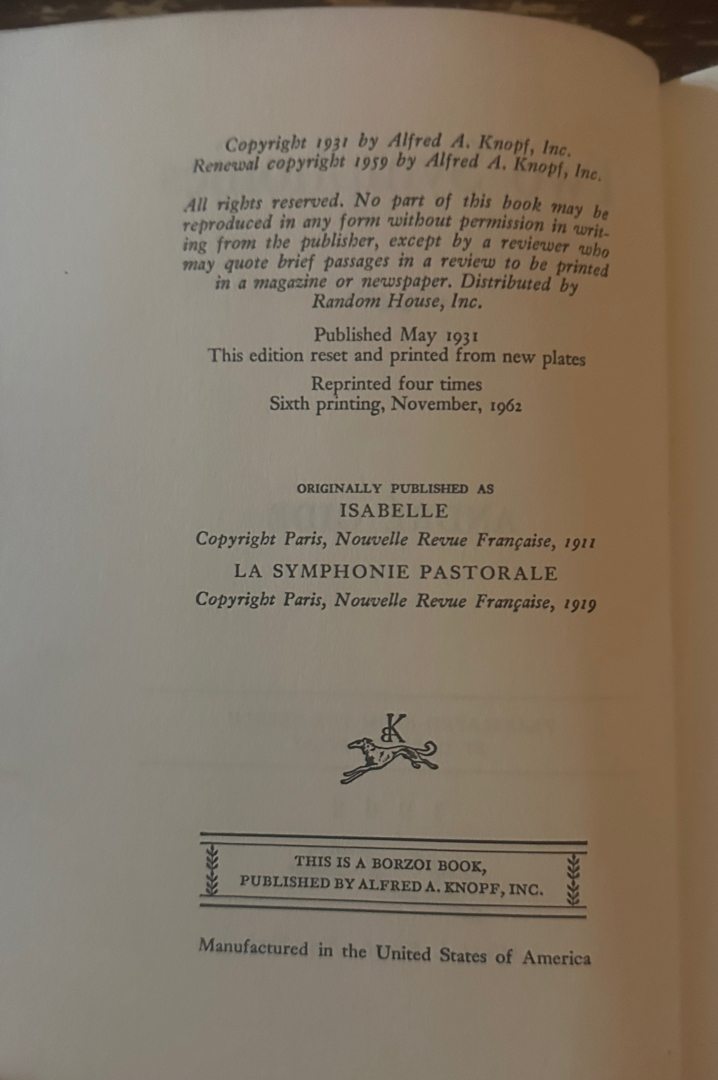 Copyright 1931 by Alfred A. Knopf, Inc.
Renewal copyright 1959 by Alfred A. Knopf, Inc.
All rights reserved. No part of this book may be
reproduced in any form without permission in writ-
ing from the publisher, except by a reviewer who
may quote brief passages in a review to be printed
in a magazine or newspaper. Distributed by
Random House, Inc.
Published May 1931
This edition reset and printed from new plates
Reprinted four times
Sixth printing, November, 1962
ORIGINALLY PUBLISHED AS
ISABELLE
Copyright Paris, Nouvelle Revue Française, 1911
LA SYMPHONIE PASTORALE
Copyright Paris, Nouvelle Revue Française, 1919
THIS IS A BORZOI BOOK,
PUBLISHED BY ALFRED A. KNOPF, INC.
Manufactured in the United States of America